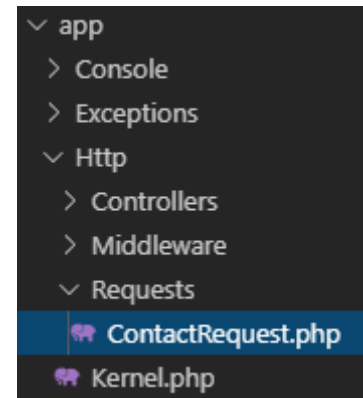 app
Console
Exceptions
Http
Controllers
Middleware
Requests
ContactRequest.php
Kernel.php